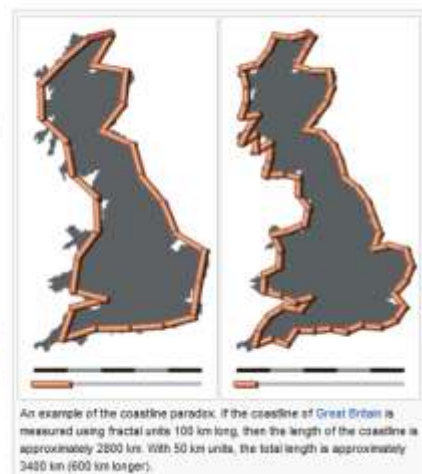 An example of the coastline paradox. If the coastline of Great Britain is
measured using fractal units 100 km long, then the length of the coastline is
approximately 2800 km. With 50 km units, the total length is approximately
3400 km (600 km longer).